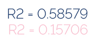 R2 = 0.58579
R2 = 0.15706